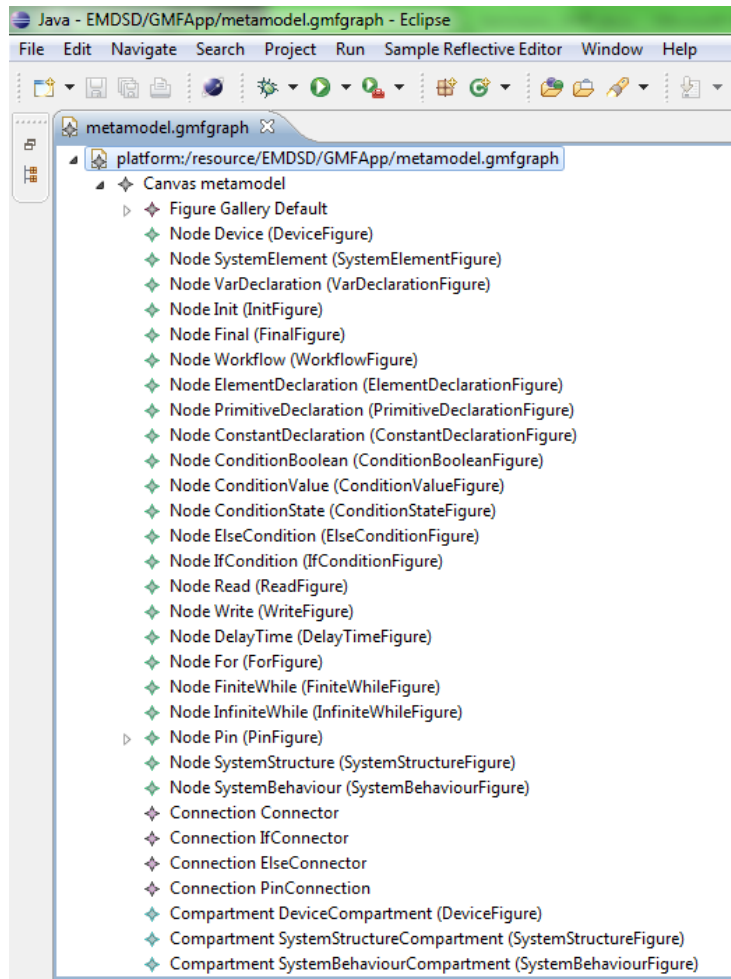 Java - EMDSD/GMFApp/metamodel.gmfgraph - Eclipse
File Edit Navigate Search Project Run Sample Reflective Editor Window Help
metamodel.gmfgraph
platform:/resource/EMDSD/GMFApp/metamodel.gmfgraph
Canvas metamodel
Figure Gallery Default
Node Device (DeviceFigure)
Node SystemElement (SystemElementFigure)
Node VarDeclaration (VarDeclarationFigure)
Node Init (InitFigure)
Node Final (FinalFigure)
Node Workflow (WorkflowFigure)
Node ElementDeclaration (ElementDeclarationFigure)
Node PrimitiveDeclaration (PrimitiveDeclarationFigure)
Node ConstantDeclaration (ConstantDeclarationFigure)
Node ConditionBoolean (ConditionBooleanFigure)
Node ConditionValue (ConditionValueFigure)
Node ConditionState (ConditionStateFigure)
Node ElseCondition (ElseConditionFigure)
Node IfCondition (IfConditionFigure)
Node Read (ReadFigure)
Node Write (WriteFigure)
Node DelayTime (DelayTimeFigure)
Node For (ForFigure)
Node FiniteWhile (FiniteWhileFigure)
Node InfiniteWhile (InfiniteWhileFigure)
Node Pin (PinFigure)
Node SystemStructure (SystemStructureFigure)
Node SystemBehaviour (SystemBehaviourFigure)
Connection Connector
Connection IfConnector
Connection ElseConnector
Connection PinConnection
Compartment DeviceCompartment (DeviceFigure)
Compartment SystemStructureCompartment (SystemStructureFigure)
Compartment SystemBehaviourCompartment (SystemBehaviourFigure)